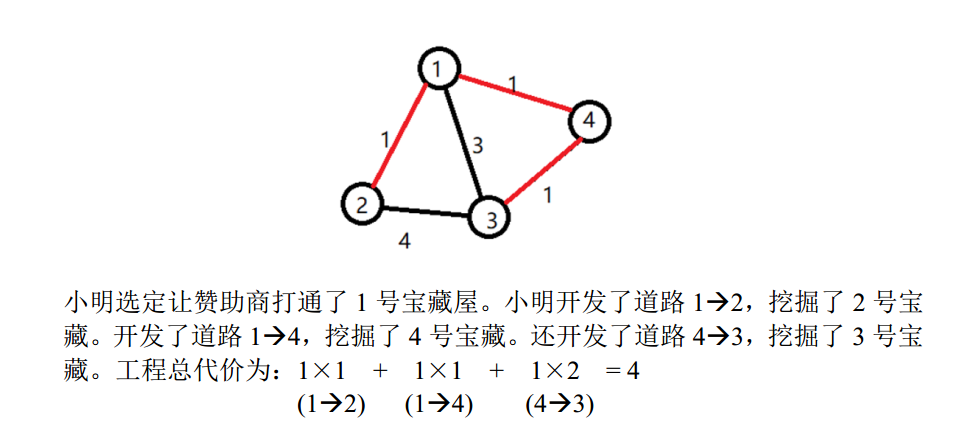 1
1
4
1
3
2
3
1
4
小明选定让赞助商打通了 1 号宝藏屋。小明开发了道路 1→2，挖掘了 2 号宝
藏。开发了道路 1→4，挖掘了 4 号宝藏。还开发了道路 4→3，挖掘了 3 号宝
藏。工程总代价为：1×1 + 1×1 + 1×2 = 4
(1→2) (1→4) (4→3)